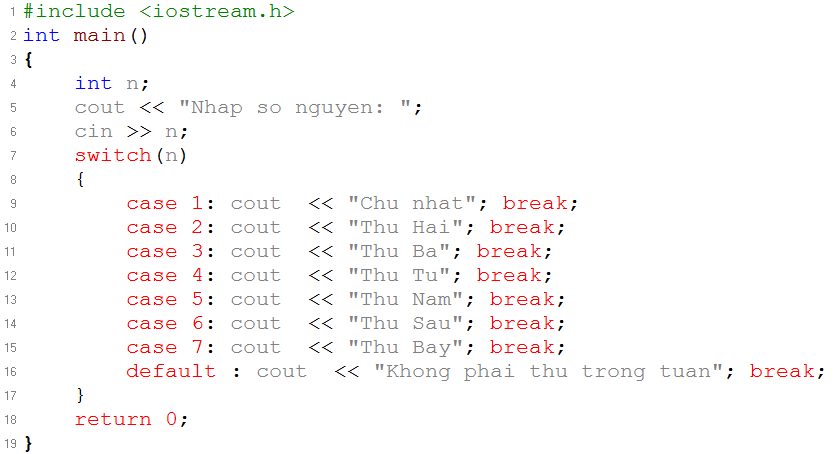 1 #include <iostream.h>
2 int main()
3 {
4     int n;
5     cout << "Nhap so nguyen: ";
6     cin >> n;
7     switch(n)
8     {
9         case 1: cout  << "Chu nhat"; break;
10         case 2: cout  << "Thu Hai"; break;
11         case 3: cout  << "Thu Ba"; break;
12         case 4: cout  << "Thu Tu"; break;
13         case 5: cout  << "Thu Nam"; break;
14         case 6: cout  << "Thu Sau"; break;
15         case 7: cout  << "Thu Bay"; break;
16         default : cout  << "Khong phai thu trong tuan"; break;
17     }
18     return 0;
19 }